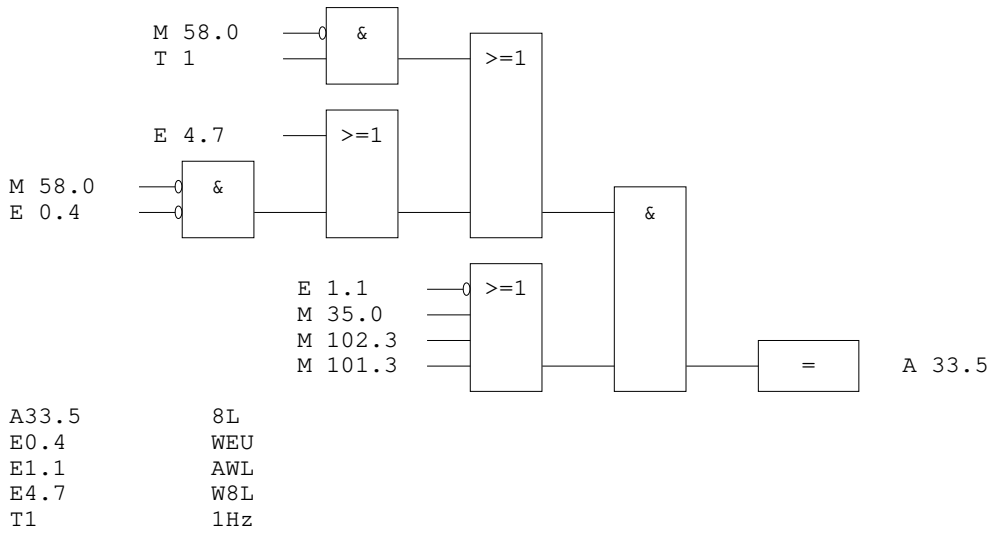 M 58.0 &
T 1 >=1
E 4.7 >=1
M 58.0 &
E 0.4 &
E 1.1 >=1
M 35.0
M 102.3
M 101.3 = A 33.5
A33.5 8L
E0.4 WEU
E1.1 AWL
E4.7 W8L
T1 1Hz